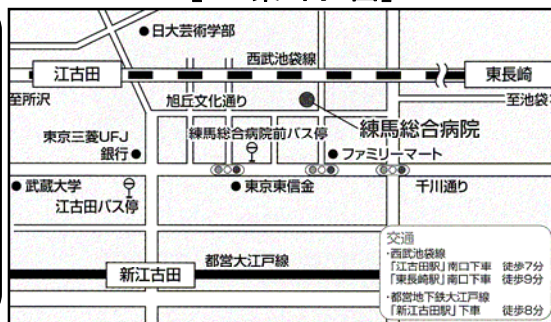 日大芸術学部
西武池袋線
江古田
東長崎
至所沢
旭丘文化通り
至池袋
練馬総合病院
東京三菱UFJ
銀行
練馬総合病院前バス停
ファミリーマート
武蔵大学
江古田バス停
東京東信金
千川通り
都営大江戸線
新江古田
交通
・西武池袋線
「江古田駅」南口下車 徒歩7分
「東長崎駅」南口下車 徒歩9分
・都営地下鉄大江戸線
「新江古田駅」下車 徒歩8分